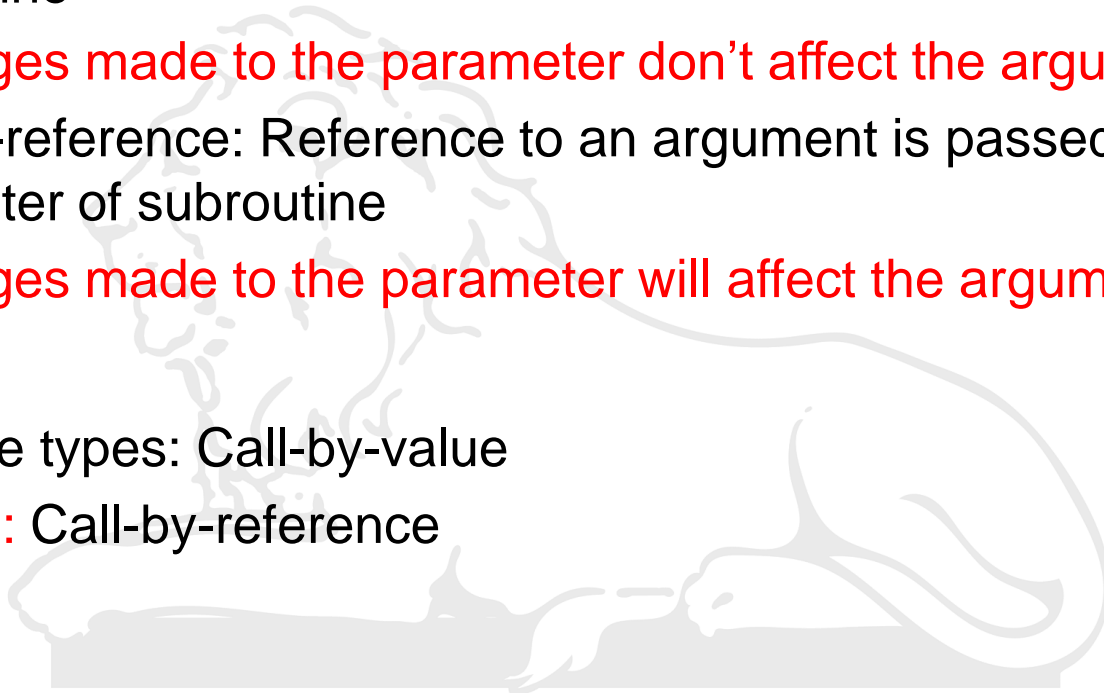 ges made to the parameter don’t affect the argu
-reference: Reference to an argument is passed
ter of subroutine
ges made to the parameter will affect the argum
e types: Call-by-value
: Call-by-reference